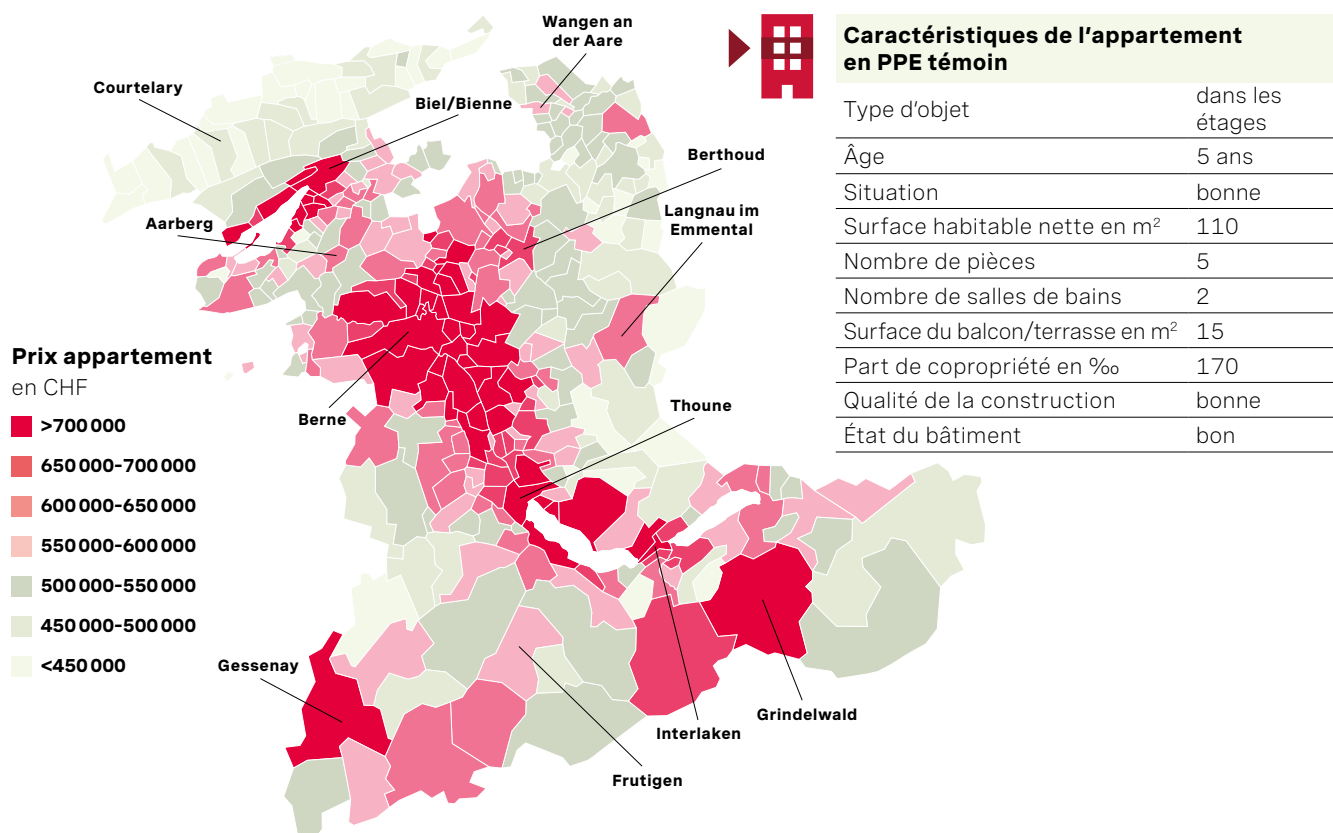 Wangen an
der Aare
Courtelary
Biel/Bienne
Berthoud
Langnau im
Emmental
Aarberg
Prix appartement
en CHF
>700 000
650 000–700 000
600 000–650 000
550 000–600 000
500 000–550 000
450 000–500 000
<450 000
Berne
Thoune
Gessenay
Grindelwald
Interlaken
Frutigen
Caractéristiques de l'appartement
en PPE témoin
Type d'objet dans les
étages
Âge 5 ans
Situation bonne
Surface habitable nette en m² 110
Nombre de pièces 5
Nombre de salles de bains 2
Surface du balcon/terrasse en m² 15
Part de copropriété en ‰ 170
Qualité de la construction bonne
État du bâtiment bon